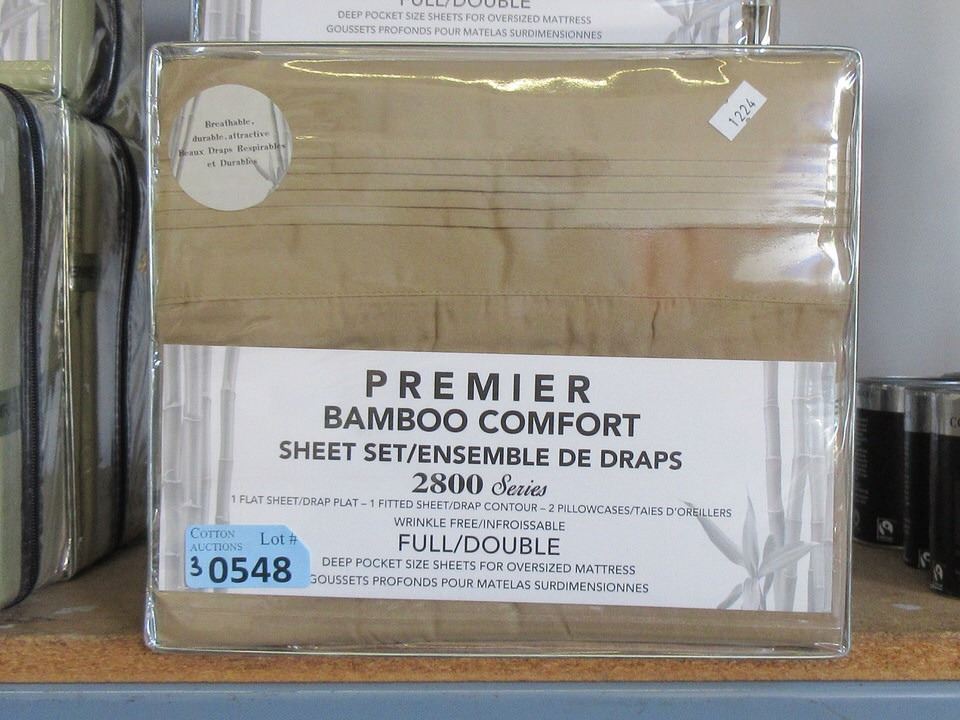 FULL/DOUBLE
DEEP POCKET SIZE SHEETS FOR OVERSIZED MATTRESS
GOUSSETS PROFONDS POUR MATELAS SURDIMENSIONNES
Breathable,
durable, attractive
Beaux Draps Respirables
et Durables
1224
PREMIER
BAMBOO COMFORT
SHEET SET/ENSEMBLE DE DRAPS
2800 Series
1 FLAT SHEET/DRAP PLAT – 1 FITTED SHEET/DRAP CONTOUR – 2 PILLOWCASES/TAIES D'OREILLERS
WRINKLE FREE/INFROISSABLE
FULL/DOUBLE
DEEP POCKET SIZE SHEETS FOR OVERSIZED MATTRESS
GOUSSETS PROFONDS POUR MATELAS SURDIMENSIONNES
COTTON
AUCTIONS Lot #
3 0548